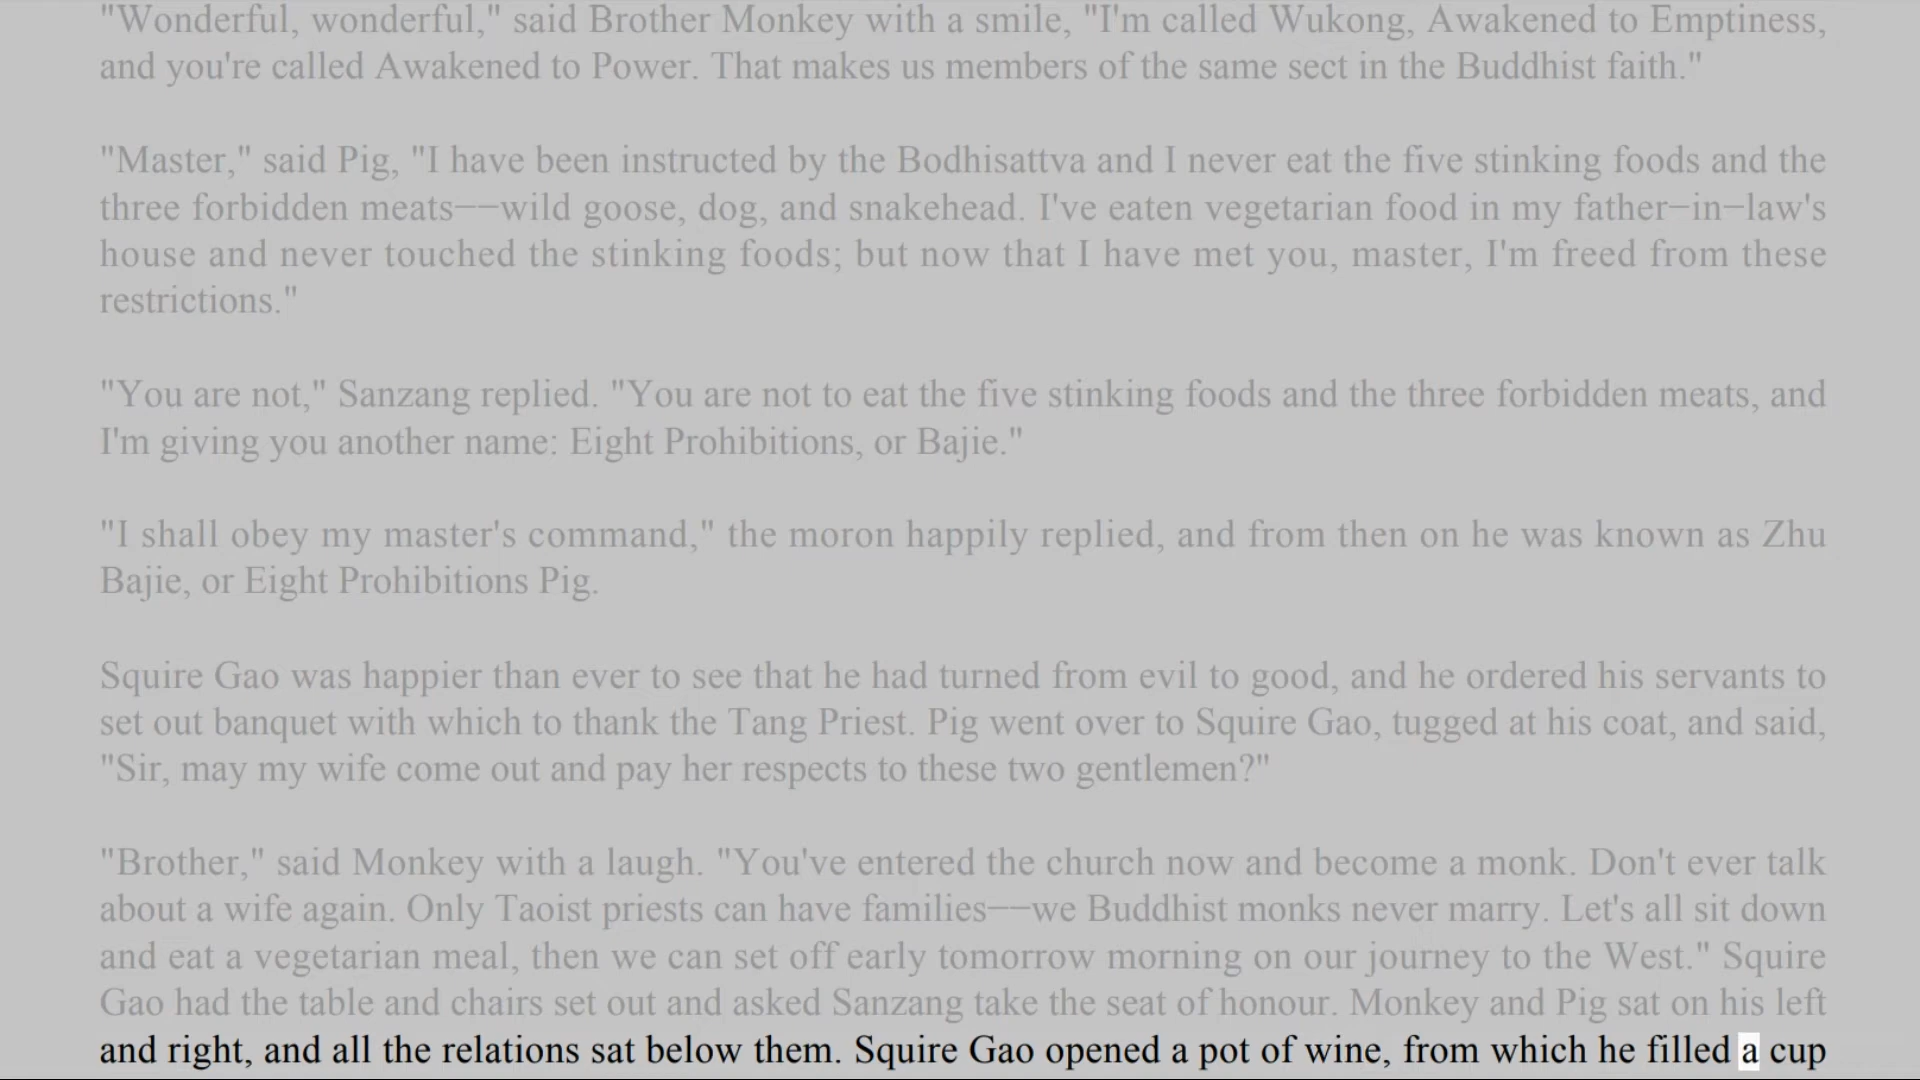 "Wonderful, wonderful," said Brother Monkey with a smile, "I'm called Wukong, Awakened to Emptiness,
and you're called Awakened to Power. That makes us members of the same sect in the Buddhist faith."
"Master," said Pig, "I have been instructed by the Bodhisattva and I never eat the five stinking foods and the
three forbidden meats——wild goose, dog, and snakehead. I've eaten vegetarian food in my father−in−law's
house and never touched the stinking foods; but now that I have met you, master, I'm freed from these
restrictions."
"You are not," Sanzang replied. "You are not to eat the five stinking foods and the three forbidden meats, and
I'm giving you another name: Eight Prohibitions, or Bajie."
"I shall obey my master's command," the moron happily replied, and from then on he was known as Zhu
Bajie, or Eight Prohibitions Pig.
Squire Gao was happier than ever to see that he had turned from evil to good, and he ordered his servants to
set out banquet with which to thank the Tang Priest. Pig went over to Squire Gao, tugged at his coat, and said,
"Sir, may my wife come out and pay her respects to these two gentlemen?"
"Brother," said Monkey with a laugh. "You've entered the church now and become a monk. Don't ever talk
about a wife again. Only Taoist priests can have families——we Buddhist monks never marry. Let's all sit down
and eat a vegetarian meal, then we can set off early tomorrow morning on our journey to the West." Squire
Gao had the table and chairs set out and asked Sanzang take the seat of honour. Monkey and Pig sat on his left
and right, and all the relations sat below them. Squire Gao opened a pot of wine, from which he filled a cup